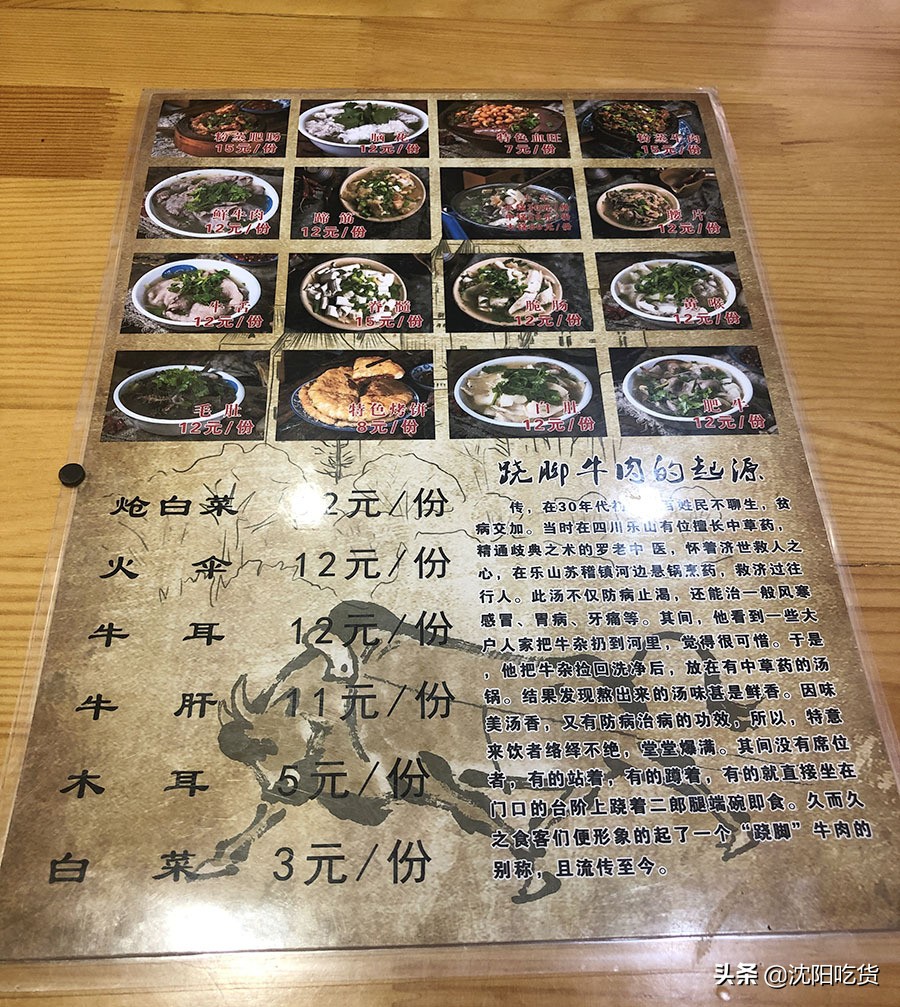 粉蒸肥肠
15元/份
脑花
12元/份
特色血旺
7元/份
粉蒸牛肉
15元/份
鲜牛肉
12元/份
蹄筋
12元/份
12元/份
牛舌
12元/份
脊髓
15元/份
脆肠
12元/份
黄喉
12元/份
毛肚
12元/份
特色烤饼
8元/份
白肚
12元/份
肥牛
12元/份
炝白菜 2元/份
火伞 12元/份
牛耳 12元/份
牛肝 11元/份
木耳 5元/份
白菜 3元/份
跷脚牛肉的起源
传，在30年代 姓民不聊生，贫
病交加。当时在四川乐山有位擅长中草药，
精通歧典之术的罗老中 医，怀着济世救人之
心，在乐山苏稽镇河边悬锅烹药，救济过往
行人。此汤不仅防病止渴，还能治一般风寒
感冒、胃病、牙痛等。其间，他看到一些大
户人家把牛杂扔到河里，觉得很可惜。于是
，他把牛杂捡回洗净后，放在有中草药的汤
锅。结果发现熬出来的汤味甚是鲜香。因味
美汤香，又有防病治病的功效，所以，特意
来饮者络绎不绝，堂堂爆满。其间没有席位
者，有的站着，有的蹲着，有的就直接坐在
门口的台阶上跷着二郎腿端碗即食。久而久
之食客们便形象的起了一个“跷脚”牛肉的
别称，且流传至今。
头条 @沈阳吃货